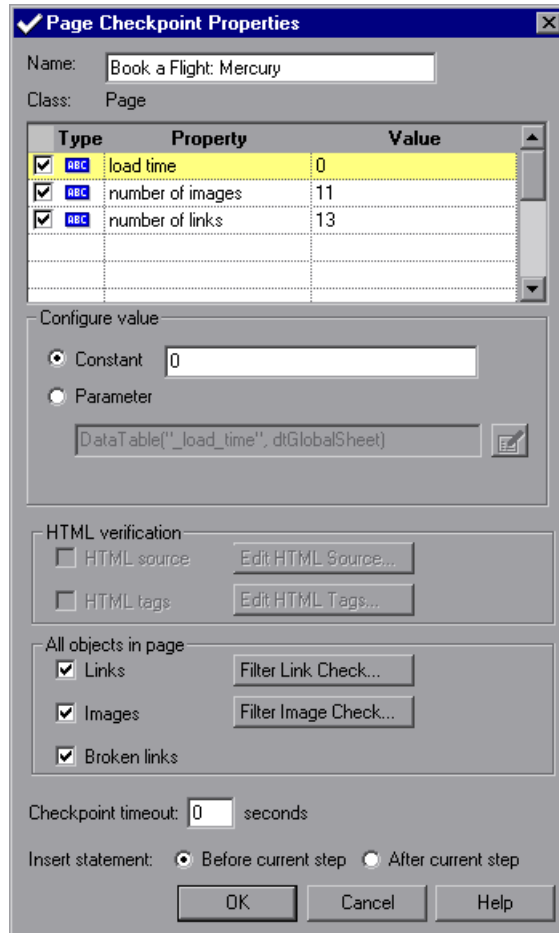 Page Checkpoint Properties
Name: Book a Flight: Mercury
Class: Page
Type Property Value
ABC load time 0
ABC number of images 11
ABC number of links 13
Configure value
Constant 0
Parameter
DataTable("_load_time", dtGlobalSheet)
HTML verification
HTML source Edit HTML Source...
HTML tags Edit HTML Tags...
All objects in page
Links Filter Link Check...
Images Filter Image Check...
Broken links
Checkpoint timeout: 0 seconds
Insert statement: Before current step After current step
OK Cancel Help